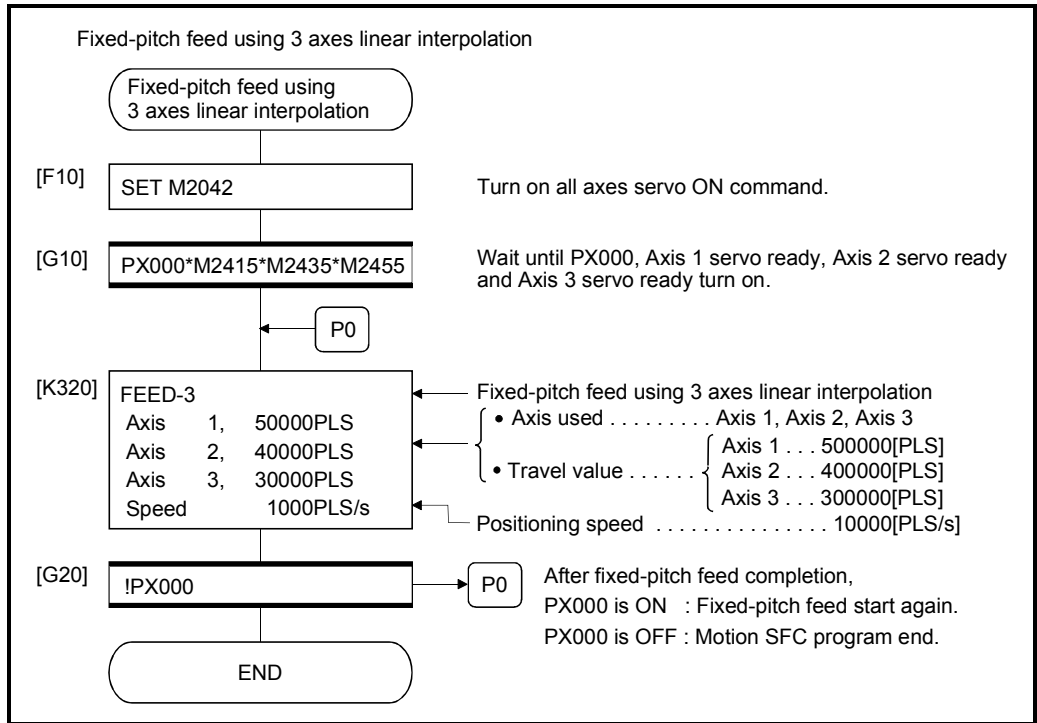 Fixed-pitch feed using 3 axes linear interpolation
Fixed-pitch feed using
3 axes linear interpolation
[F10]
SET M2042
Turn on all axes servo ON command.
[G10]
PX000*M2415*M2435*M2455
Wait until PX000, Axis 1 servo ready, Axis 2 servo ready
and Axis 3 servo ready turn on.
P0
[K320]
FEED-3
Axis 1, 50000PLS
Axis 2, 40000PLS
Axis 3, 30000PLS
Speed 1000PLS/s
Fixed-pitch feed using 3 axes linear interpolation
• Axis used . . . . . . . . . Axis 1, Axis 2, Axis 3
• Travel value . . . . . .
Axis 1 . . . 500000[PLS]
Axis 2 . . . 400000[PLS]
Axis 3 . . . 300000[PLS]
Positioning speed . . . . . . . . . . . . . . . 10000[PLS/s]
[G20]
!PX000
P0
After fixed-pitch feed completion,
PX000 is ON : Fixed-pitch feed start again.
PX000 is OFF : Motion SFC program end.
END